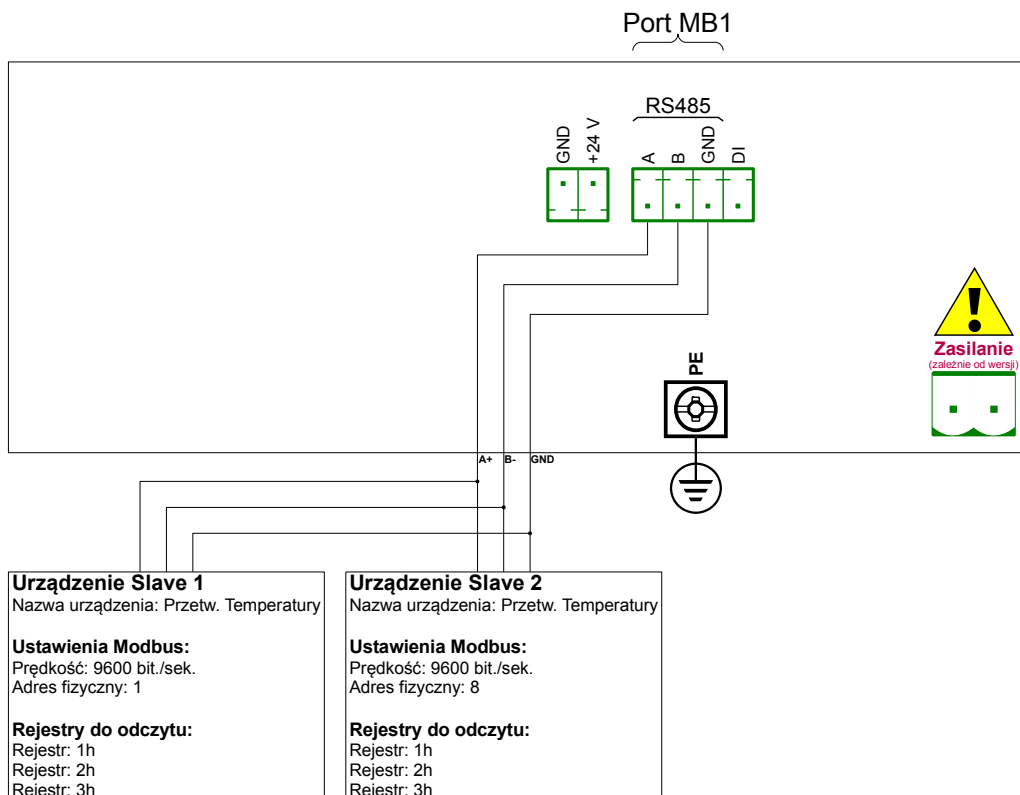 Port MB1
RS485
GND
+24 V
A
B
GND
DI
Zasilanie
(zależnie od wersji)
PE
A+ B- GND
Urządzenie Slave 1
Nazwa urządzenia: Przetw. Temperatury
Ustawienia Modbus:
Prędkość: 9600 bit./sek.
Adres fizyczny: 1
Rejestry do odczytu:
Rejestr: 1h
Rejestr: 2h
Rejestr: 3h
Urządzenie Slave 2
Nazwa urządzenia: Przetw. Temperatury
Ustawienia Modbus:
Prędkość: 9600 bit./sek.
Adres fizyczny: 8
Rejestry do odczytu:
Rejestr: 1h
Rejestr: 2h
Rejestr: 3h